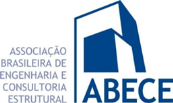 ASSOCIAÇÃO
BRASILEIRA DE
ENGENHARIA E
CONSULTORIA
ESTRUTURAL
ABECE